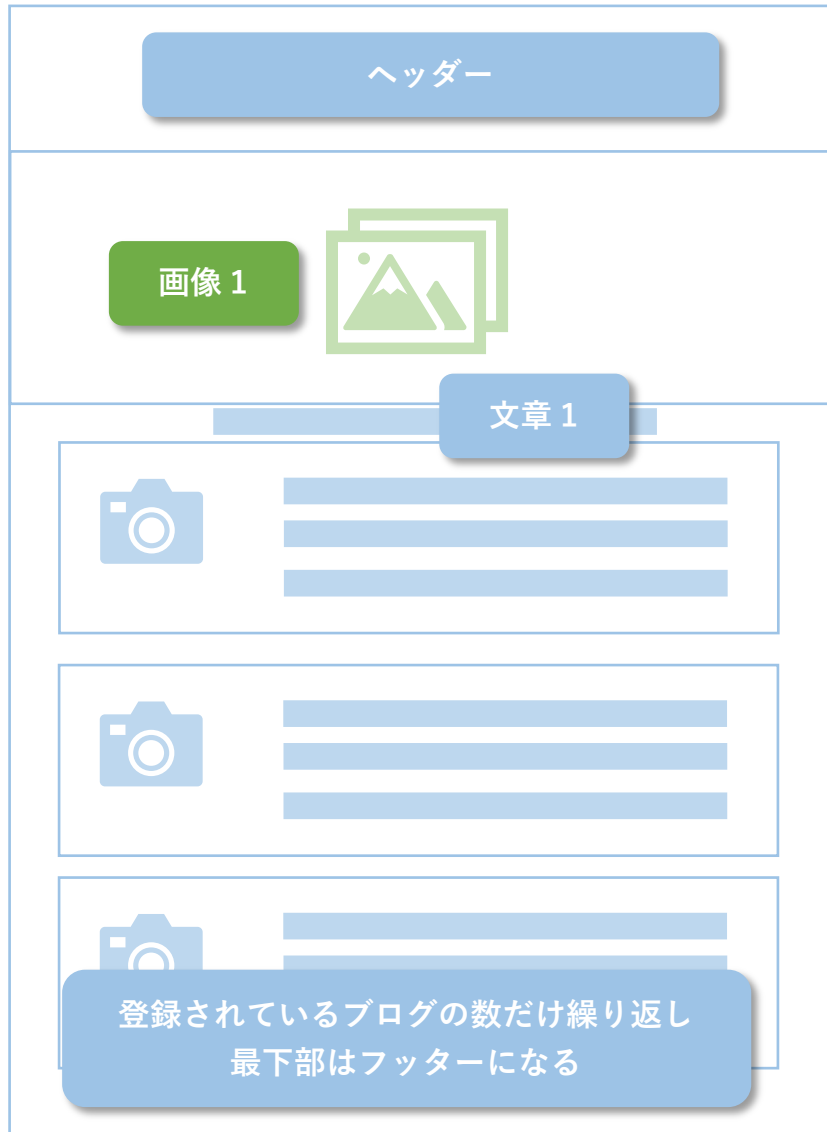 ヘッダー
画像 1
文章 1
登録されているブログの数だけ繰り返し
最下部はフッターになる